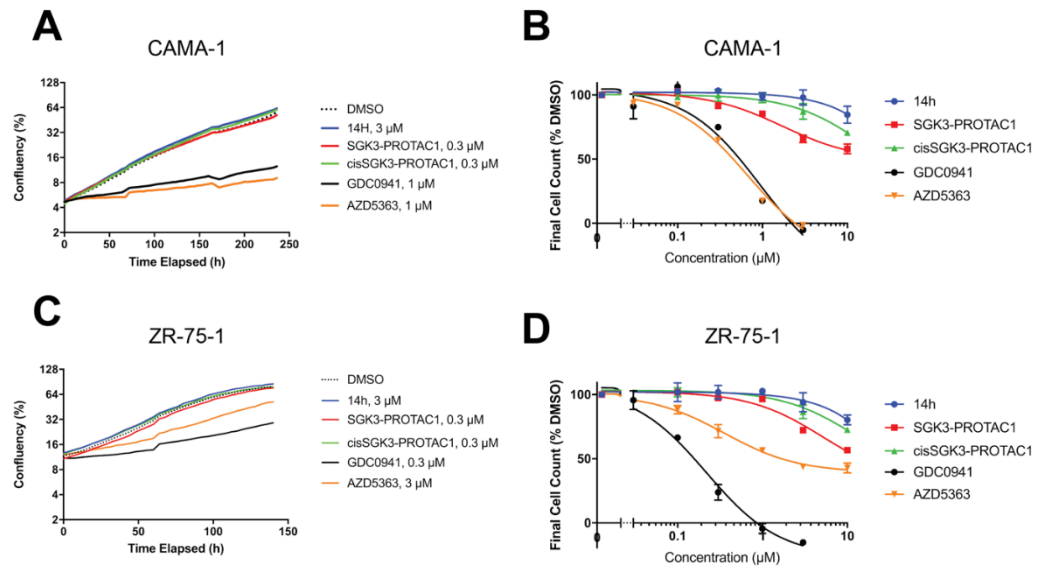 A
CAMA-1
Confluency (%)
128
64
32
16
8
4
2
0 50 100 150 200 250
Time Elapsed (h)
DMSO
14H, 3 μM
SGK3-PROTAC1, 0.3 μM
cisSGK3-PROTAC1, 0.3 μM
GDC0941, 1 μM
AZD5363, 1 μM
B
CAMA-1
Final Cell Count (% DMSO)
100
50
0
0 0.1 1 10
Concentration (μM)
14h
SGK3-PROTAC1
cisSGK3-PROTAC1
GDC0941
AZD5363
C
ZR-75-1
Confluency (%)
128
64
32
16
8
4
2
0 50 100 150
Time Elapsed (h)
DMSO
14h, 3 μM
SGK3-PROTAC1, 0.3 μM
cisSGK3-PROTAC1, 0.3 μM
GDC0941, 0.3 μM
AZD5363, 3 μM
D
ZR-75-1
Final Cell Count (% DMSO)
100
50
0
0 0.1 1 10
Concentration (μM)
14h
SGK3-PROTAC1
cisSGK3-PROTAC1
GDC0941
AZD5363